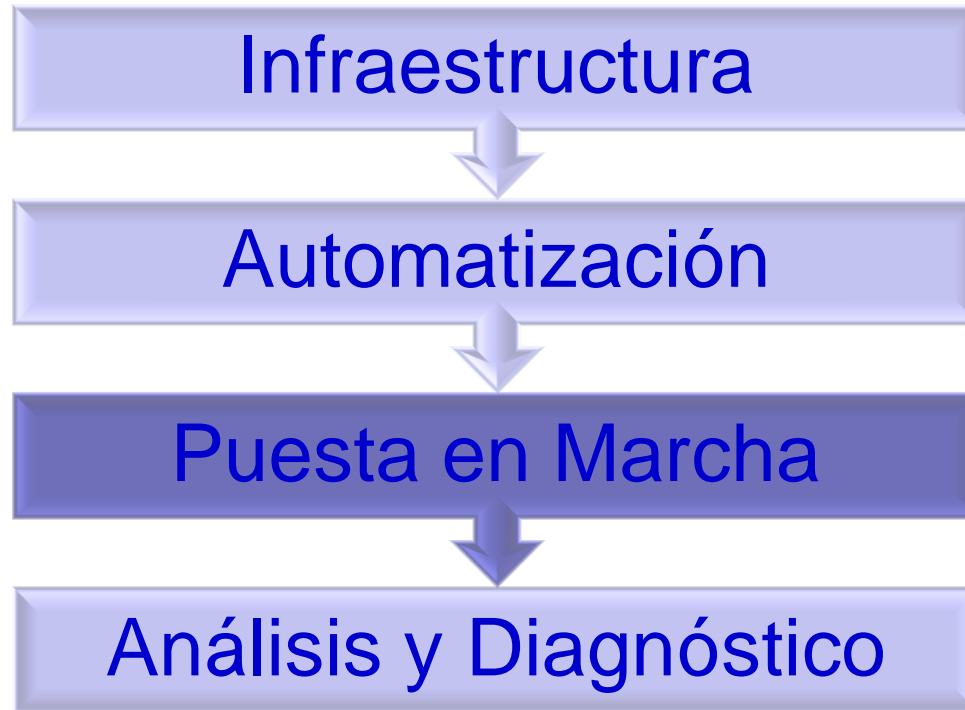 Infraestructura
Automatización
Puesta en Marcha
Análisis y Diagnóstico